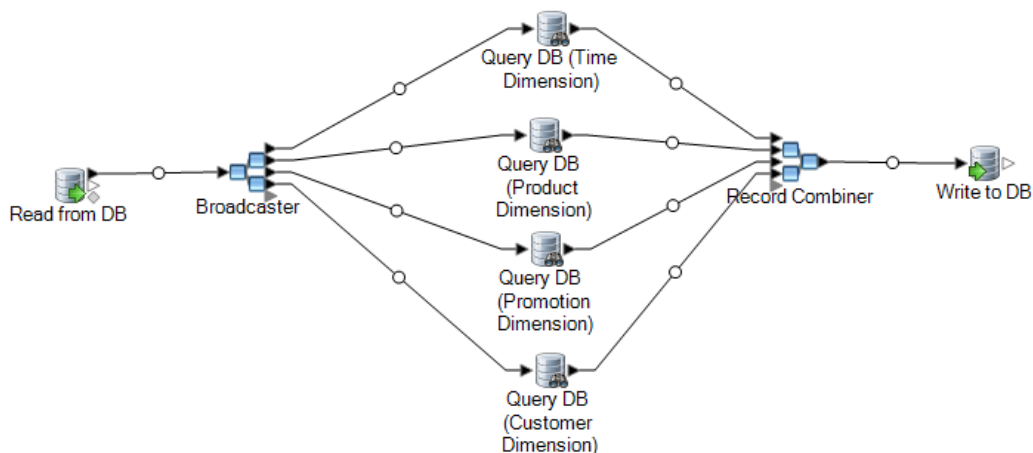 Query DB (Time
Dimension)
Query DB
(Product
Dimension)
Read from DB
Broadcaster
Record Combiner
Write to DB
Query DB
(Promotion
Dimension)
Query DB
(Customer
Dimension)